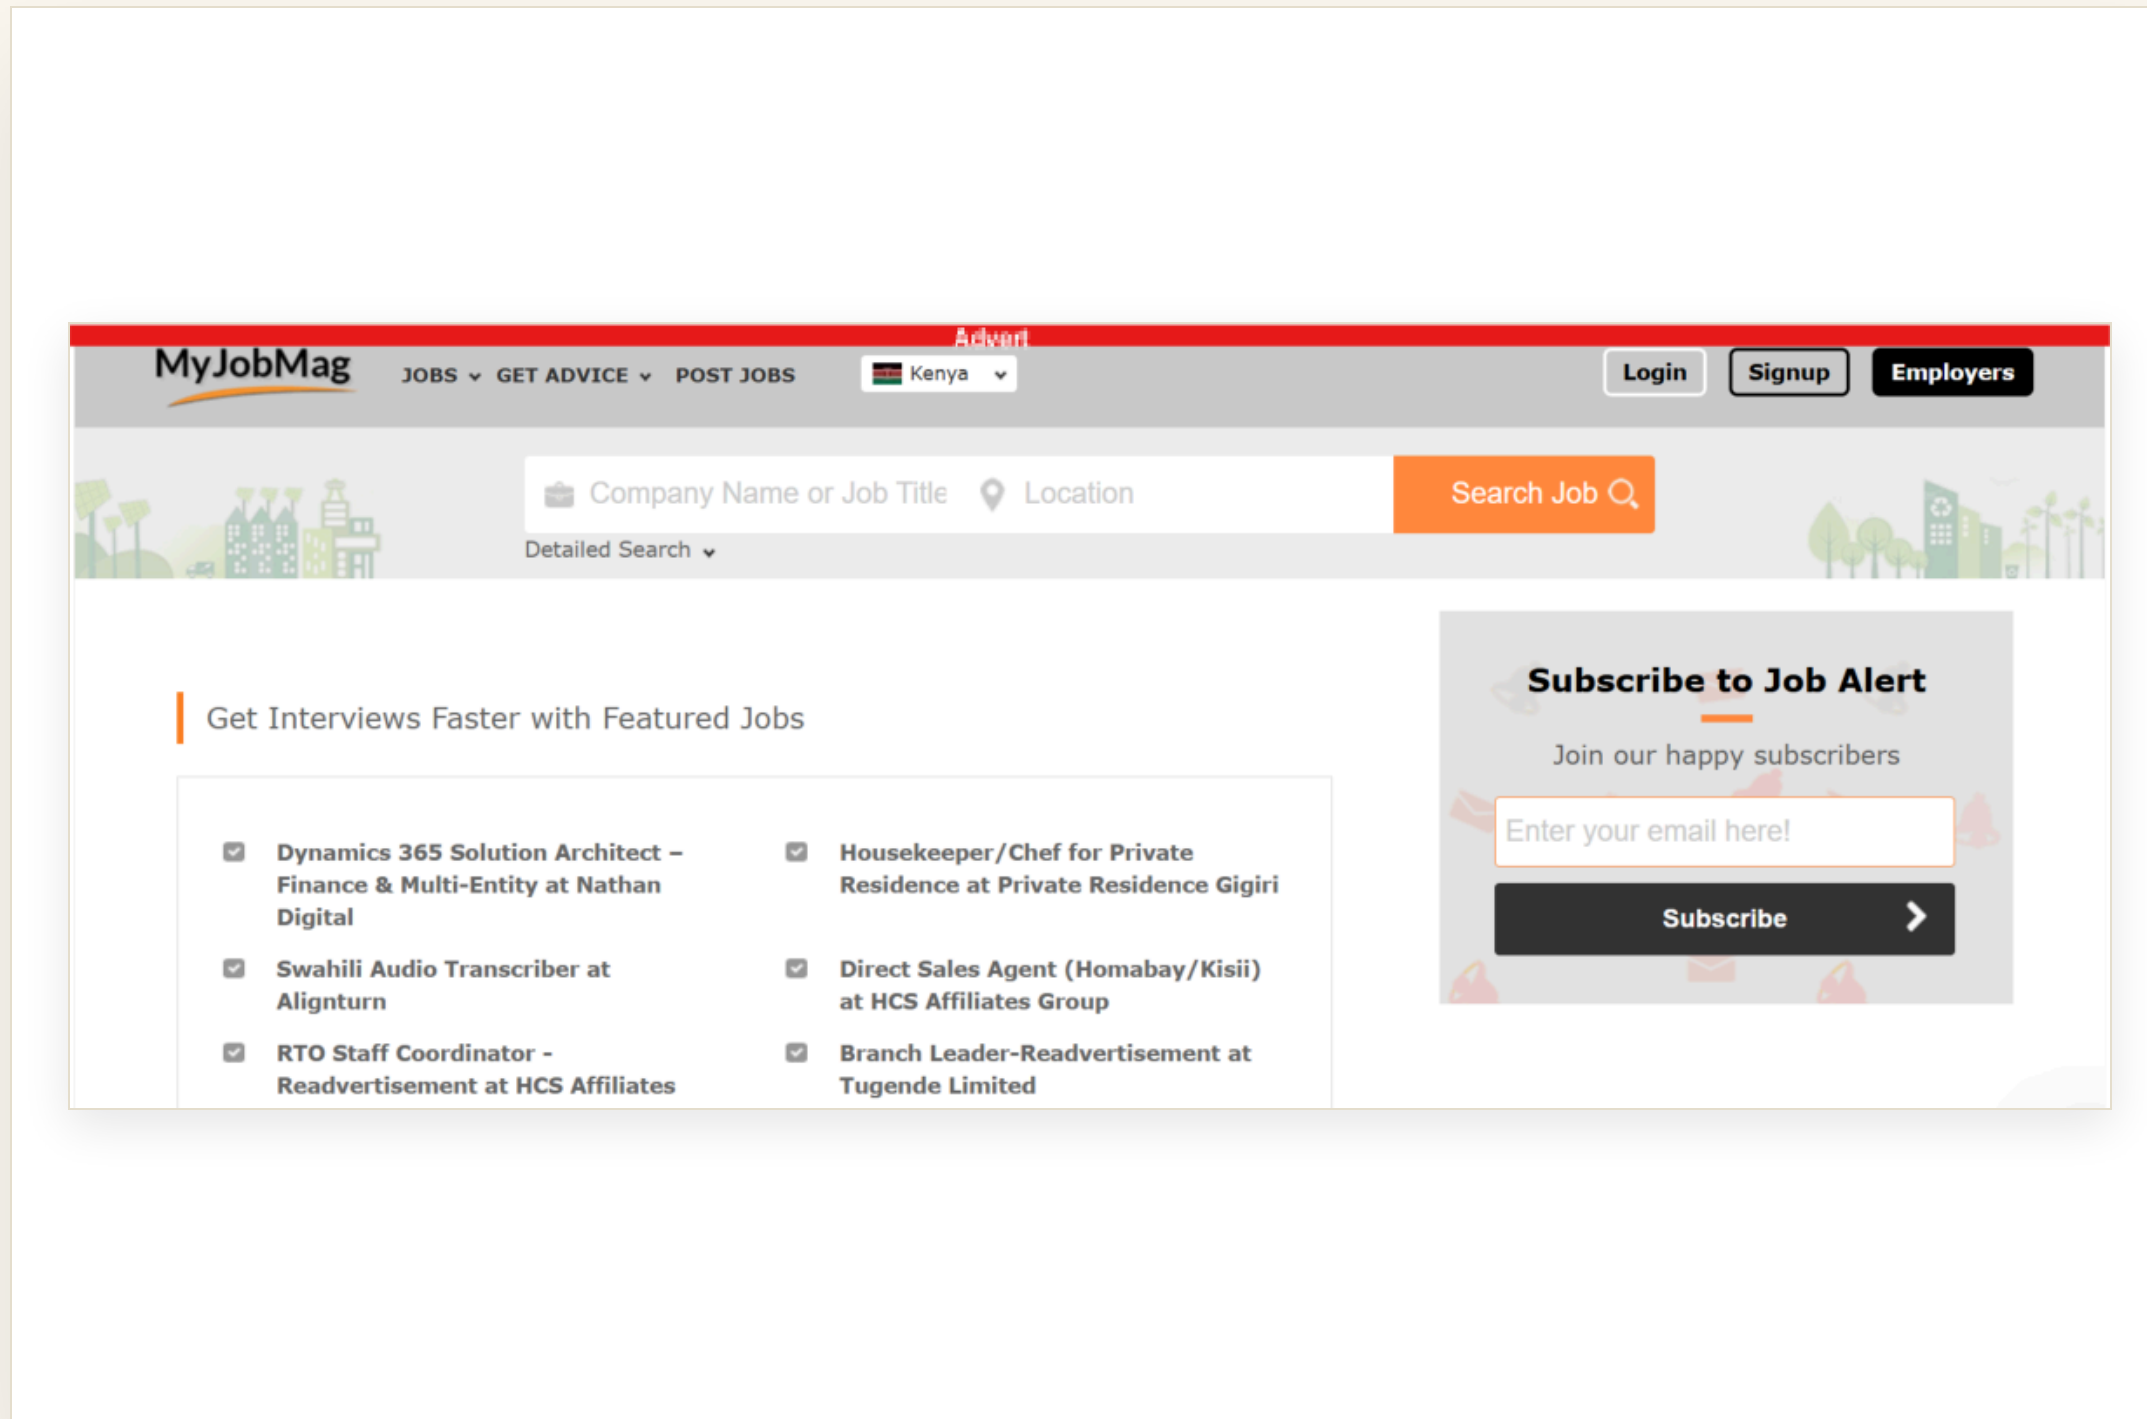 Advert
MyJobMag
JOBS GET ADVICE POST JOBS
Kenya
Login
Signup
Employers
Company Name or Job Title
Location
Search Job
Detailed Search
Get Interviews Faster with Featured Jobs
Dynamics 365 Solution Architect –
Finance & Multi-Entity at Nathan
Digital
Housekeeper/Chef for Private
Residence at Private Residence Gigiri
Swahili Audio Transcriber at
Alignturn
Direct Sales Agent (Homabay/Kisii)
at HCS Affiliates Group
RTO Staff Coordinator -
Readvertisement at HCS Affiliates
Branch Leader-Readvertisement at
Tugende Limited
Subscribe to Job Alert
Join our happy subscribers
Enter your email here!
Subscribe